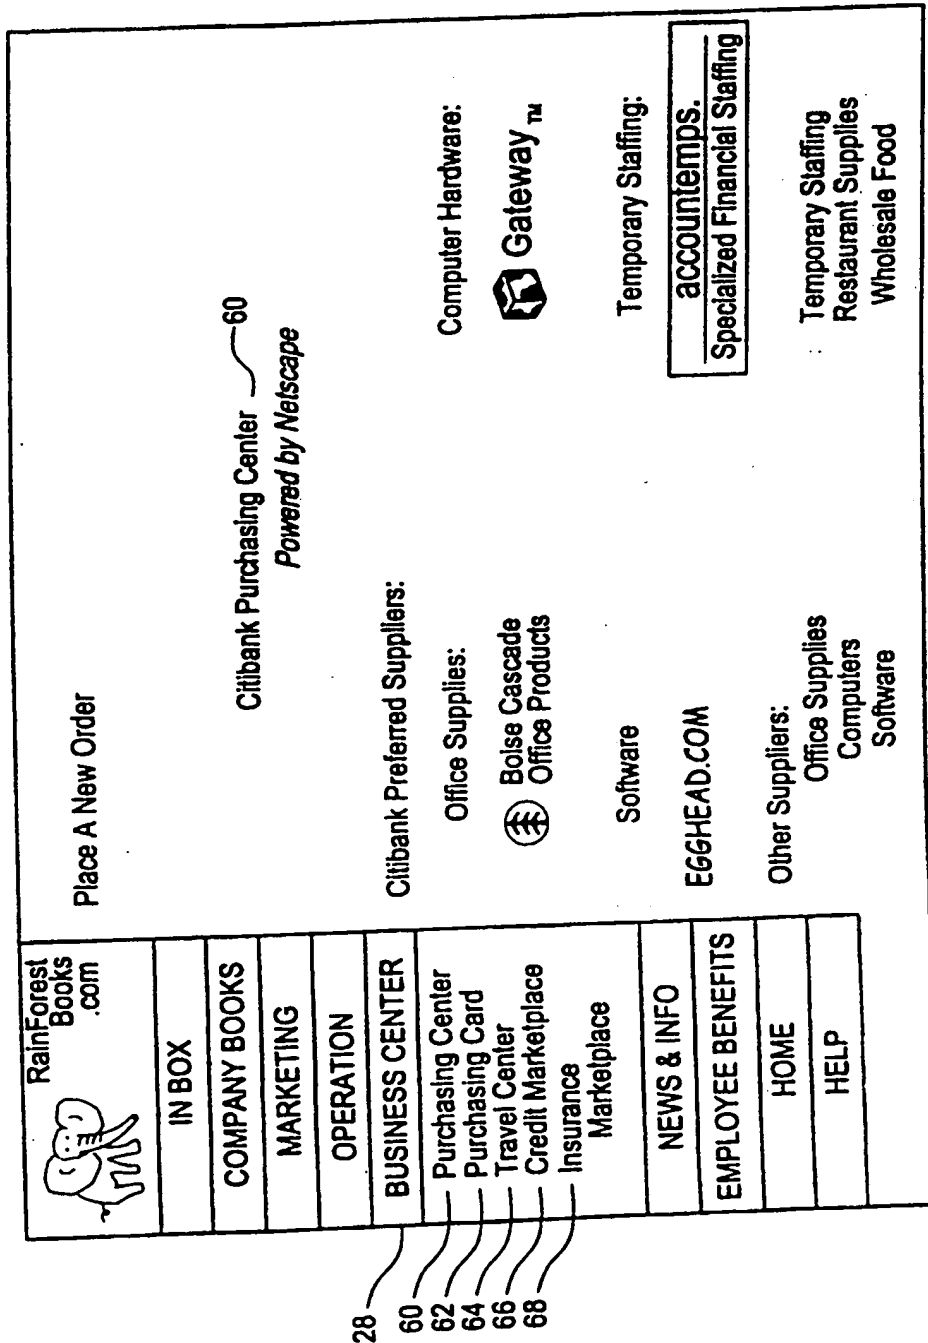 RainForest
Books
.com
IN BOX
COMPANY BOOKS
MARKETING
OPERATION
28
BUSINESS CENTER
60
Purchasing Center
62
Purchasing Card
64
Travel Center
66
Credit Marketplace
68
Insurance
Marketplace
NEWS & INFO
EMPLOYEE BENEFITS
HOME
HELP
Place A New Order
Citibank Purchasing Center
60
Powered by Netscape
Citibank Preferred Suppliers:
Office Supplies:
Boise Cascade
Office Products
Computer Hardware:
Gateway TM
Software
EGGHEAD.COM
Temporary Staffing:
accountemps.
Specialized Financial Staffing
Other Suppliers:
Office Supplies
Computers
Software
Temporary Staffing
Restaurant Supplies
Wholesale Food